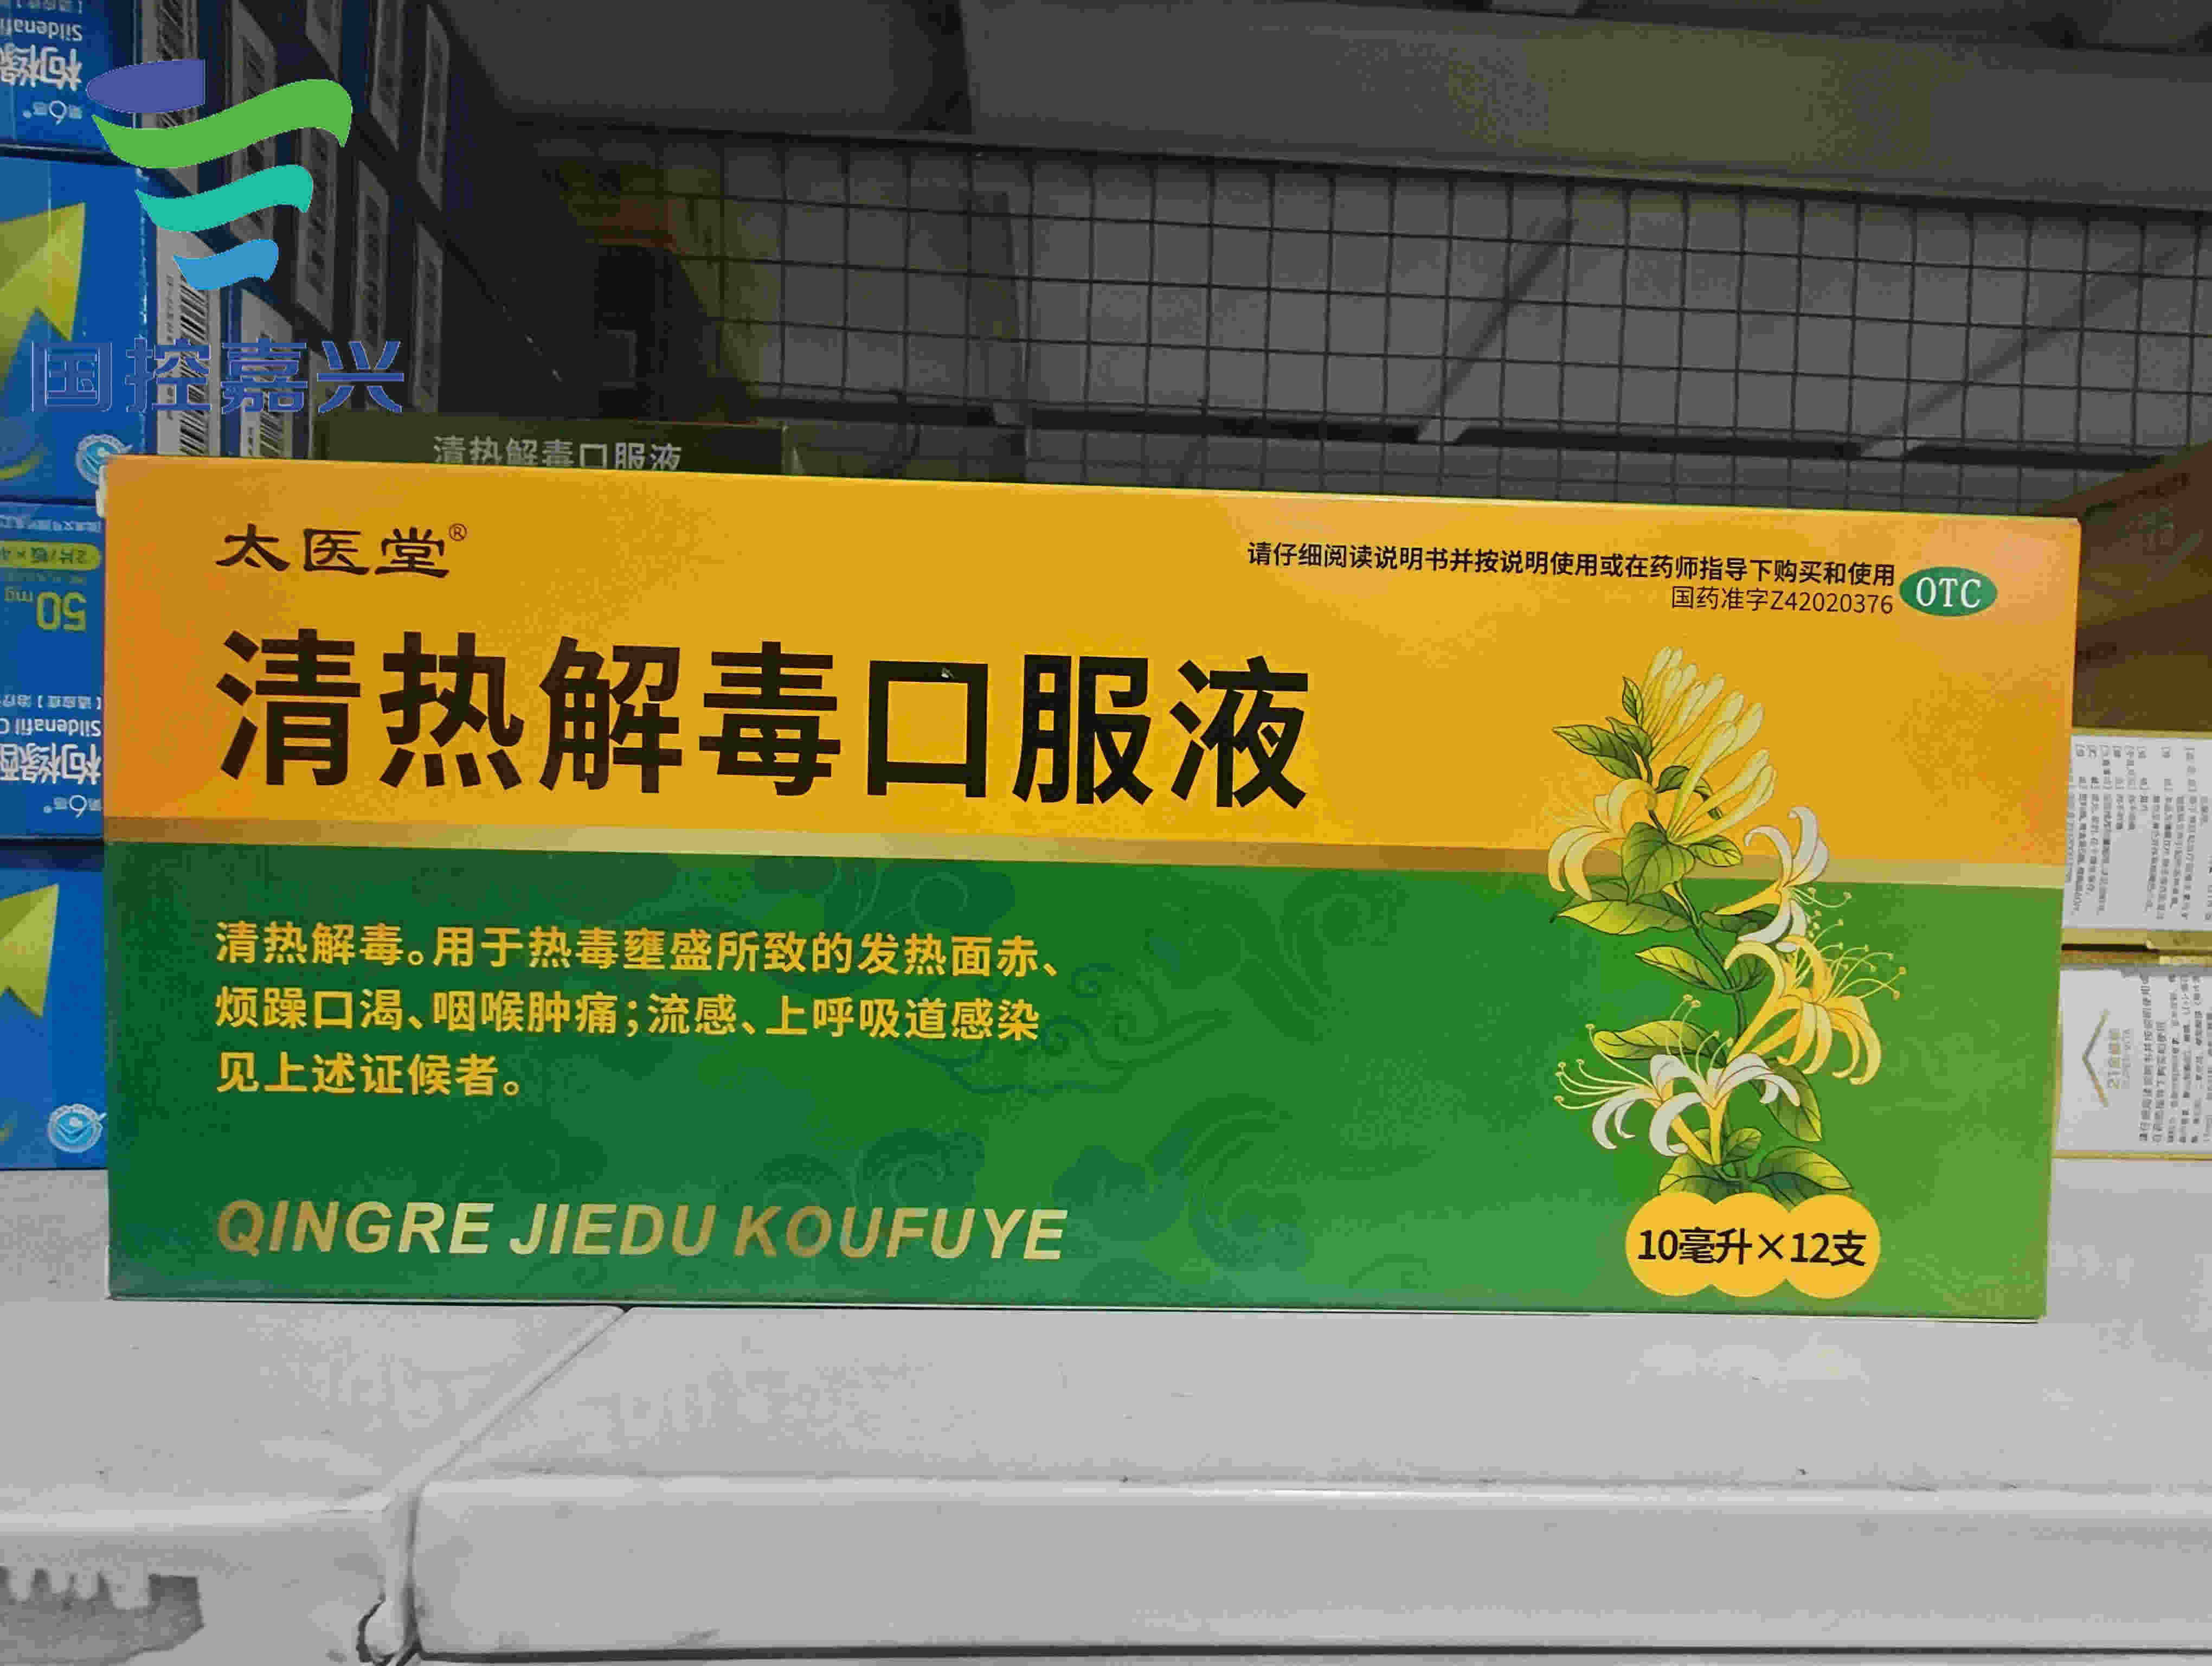 国控嘉兴
清热解毒口服液
太医堂®
请仔细阅读说明书并按说明使用或在药师指导下购买和使用
国药准字Z42020376
OTC
清热解毒口服液
清热解毒。用于热毒壅盛所致的发热面赤、
烦躁口渴、咽喉肿痛；流感、上呼吸道感染
见上述证候者。
QINGRE JIEDU KOUFUYE
10毫升×12支
50mg